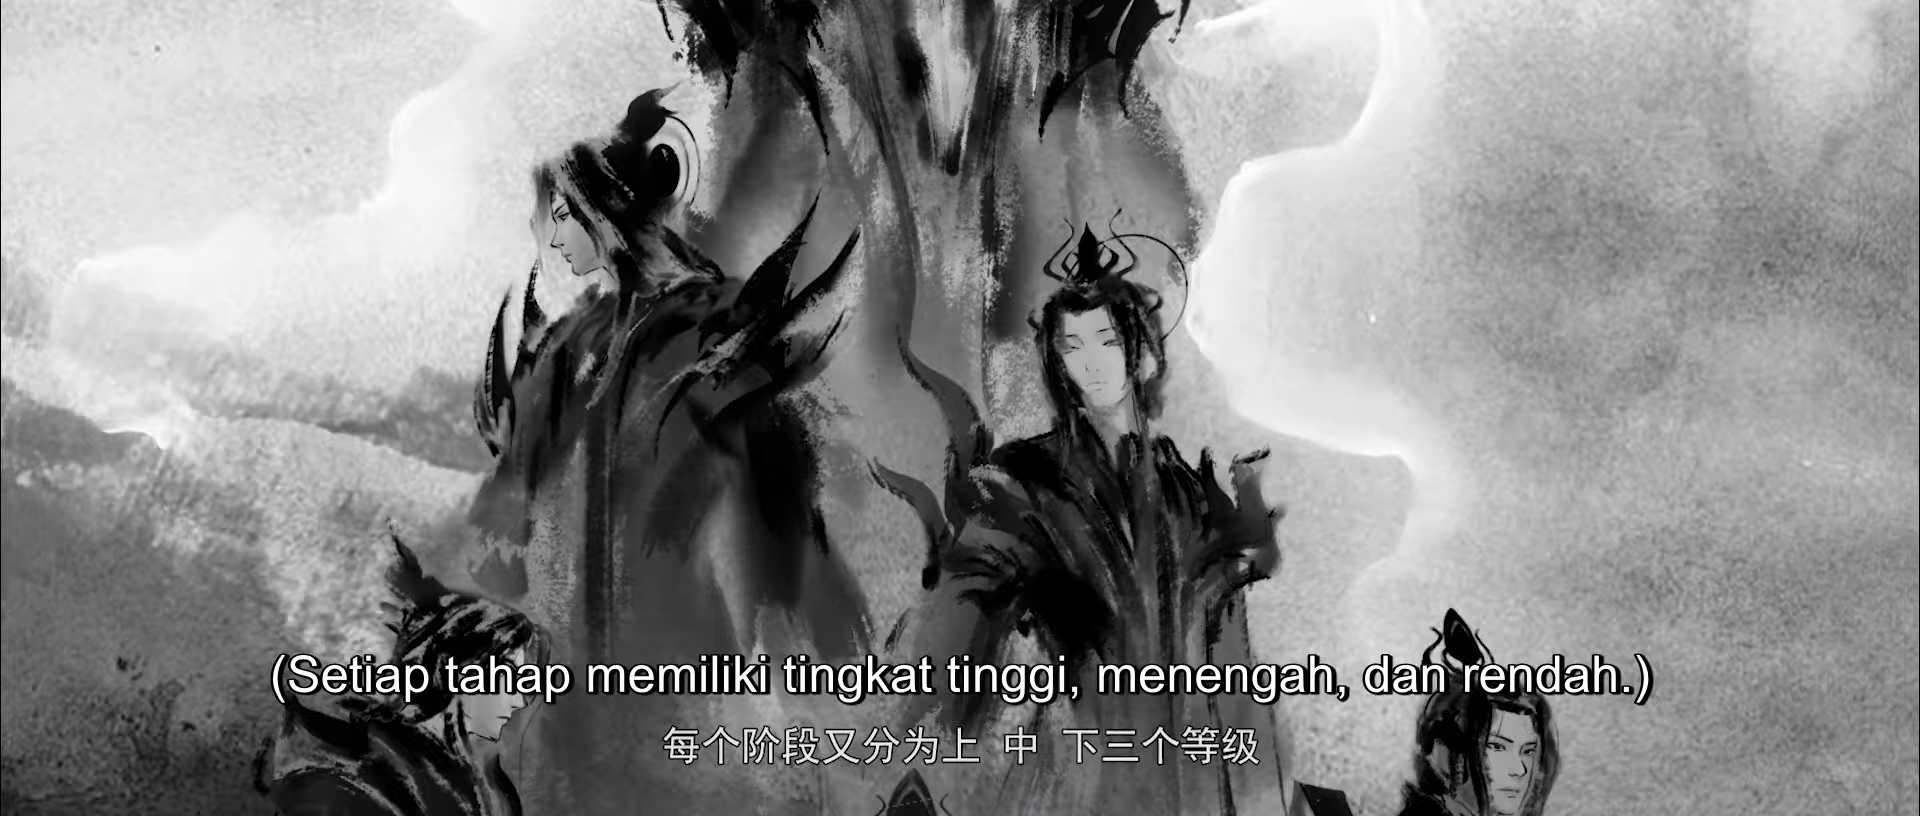 (Setiap tahap memiliki tingkat tinggi, menengah, dan rendah.)
每个阶段又分为上 中 下三个等级